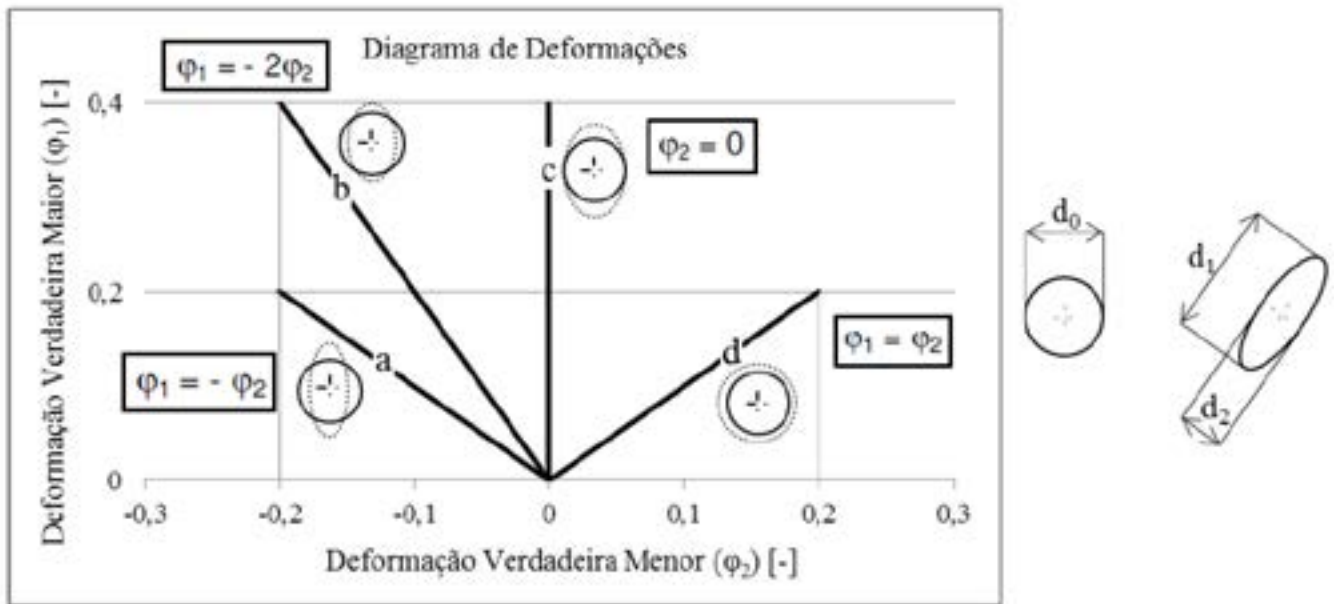 Diagrama de Deformações
φ₁ = - 2φ₂
φ₂ = 0
φ₁ = - φ₂
φ₁ = φ₂
a
b
c
d
Deformação Verdadeira Maior (φ₁) [-]
0,4
0,2
0
-0,3
-0,2
-0,1
0
0,1
0,2
0,3
Deformação Verdadeira Menor (φ₂) [-]
d₀
d₁
d₂